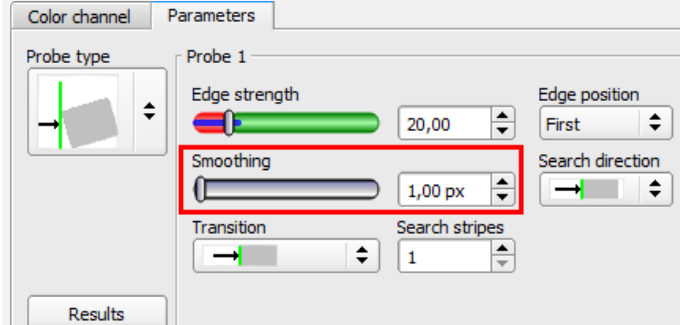 Color channel
Parameters
Probe type
Probe 1
Edge strength
20,00
Edge position
First
Smoothing
1,00 px
Search direction
Transition
Search stripes
1
Results